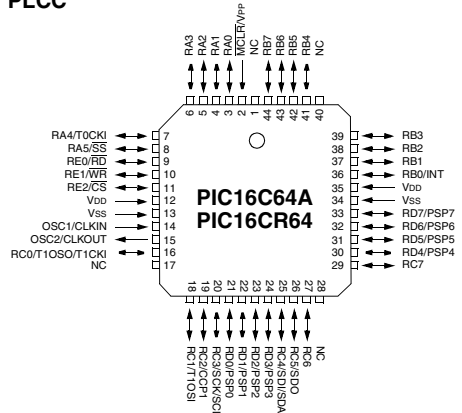 PLCC
RA3
RA2
RA1
RA0
MCLR/VPP
NC
RB7
RB6
RB5
RB4
NC
6
5
4
3
2
1
44
43
42
41
40
RA4/T0CKI 7
RA5/SS 8
RE0/RD 9
RE1/WR 10
RE2/CS 11
VDD 12
VSS 13
OSC1/CLKIN 14
OSC2/CLKOUT 15
RC0/T1OSO/T1CKI 16
NC 17
PIC16C64A
PIC16CR64
39 RB3
38 RB2
37 RB1
36 RB0/INT
35 VDD
34 VSS
33 RD7/PSP7
32 RD6/PSP6
31 RD5/PSP5
30 RD4/PSP4
29 RC7
18
19
20
21
22
23
24
25
26
27
28
RC1/T1OSI
RC2/CCP1
RC3/SCK/SCl
RD0/PSP0
RD1/PSP1
RD2/PSP2
RD3/PSP3
RC4/SDI/SDA
RC5/SDO
RC6
NC